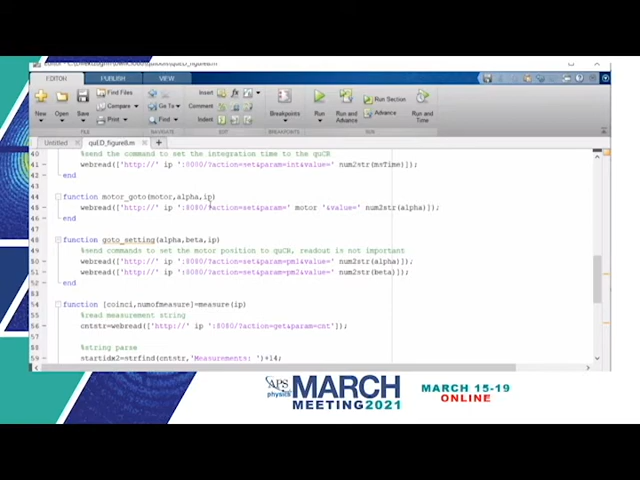 EDITOR PUBLISH VIEW
New Open Save
Find Files
Compare
Print
Go To
Find
Insert
Comment
Indent
Breakpoints
Run
Run and Advance
Run Section
Advance
Run and Time
FILE NAVIGATE EDIT BREAKPOINTS RUN
Untitled quED_figure8.m
40 %send the command to set the integration time to the quCR
41 webread(['http://' ip ':8080/?action=set&param=int&value=' num2str(msTime)]);
42 end
43
44 function motor_goto(motor,alpha,ip)
45 webread(['http://' ip ':8080/?action=set&param=' motor '&value=' num2str(alpha)]);
46 end
47
48 function goto_setting(alpha,beta,ip)
49 %send commands to set the motor position to quCR, readout is not important
50 webread(['http://' ip ':8080/?action=set&param=pm1&value=' num2str(alpha)]);
51 webread(['http://' ip ':8080/?action=set&param=pm2&value=' num2str(beta)]);
52 end
53
54 function [coinci,numofmeasure]=measure(ip)
55 %read measurement string
56 cntstr=webread(['http://' ip ':8080/?action=get&param=cnt']);
57
58 %string parse
59 startidx2=strfind(cntstr,'Measurements: ')+14;
APS physics MARCH MEETING2021
MARCH 15-19
ONLINE